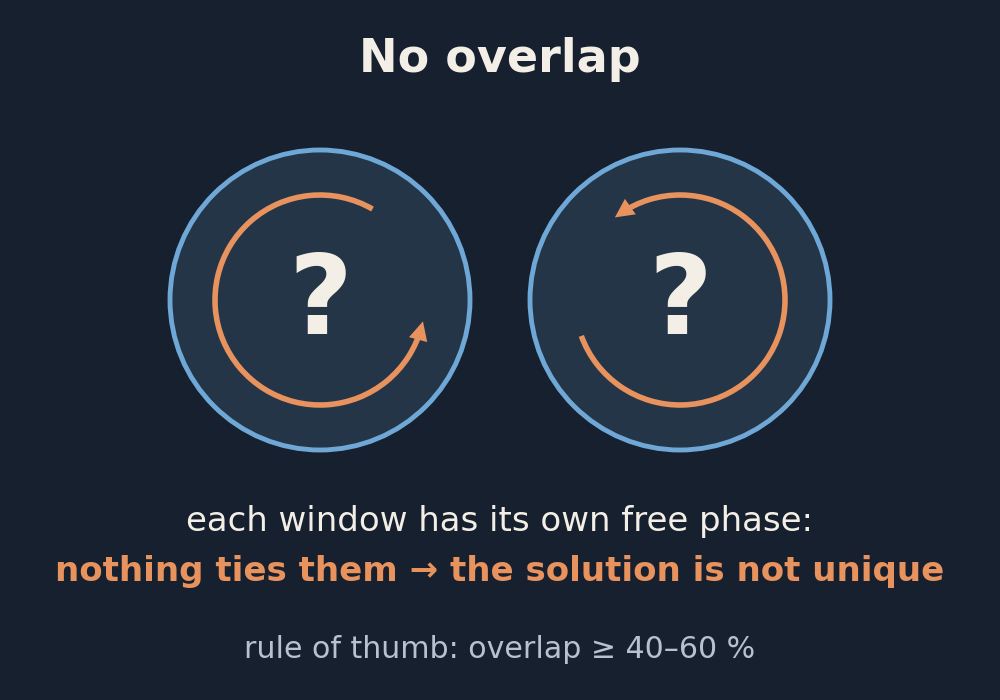 No overlap
? ?
each window has its own free phase:
nothing ties them → the solution is not unique
rule of thumb: overlap ≥ 40–60 %